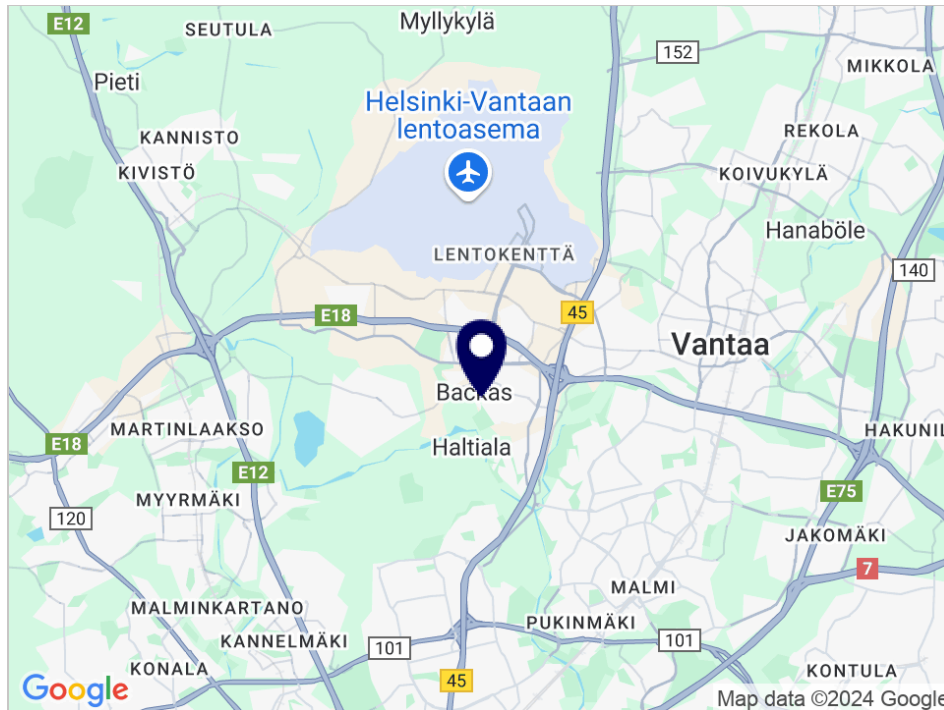 E12
SEUTULA
Myllykylä
152
MIKKOLA
Pieti
Helsinki-Vantaan
lentoasema
KANNISTO
REKOLA
KIVISTÖ
KOIVUKYLÄ
Hanaböle
LENTOKENTTÄ
140
E18
45
Vantaa
Backas
MARTINLAAKSO
HAKUNIL
E18
Haltiala
E12
MYYRMÄKI
E75
120
JAKOMÄKI
7
MALMI
MALMINKARTANO
PUKINMÄKI
KANNELMÄKI
101
101
KONALA
KONTULA
45
Google
Map data ©2024 Google